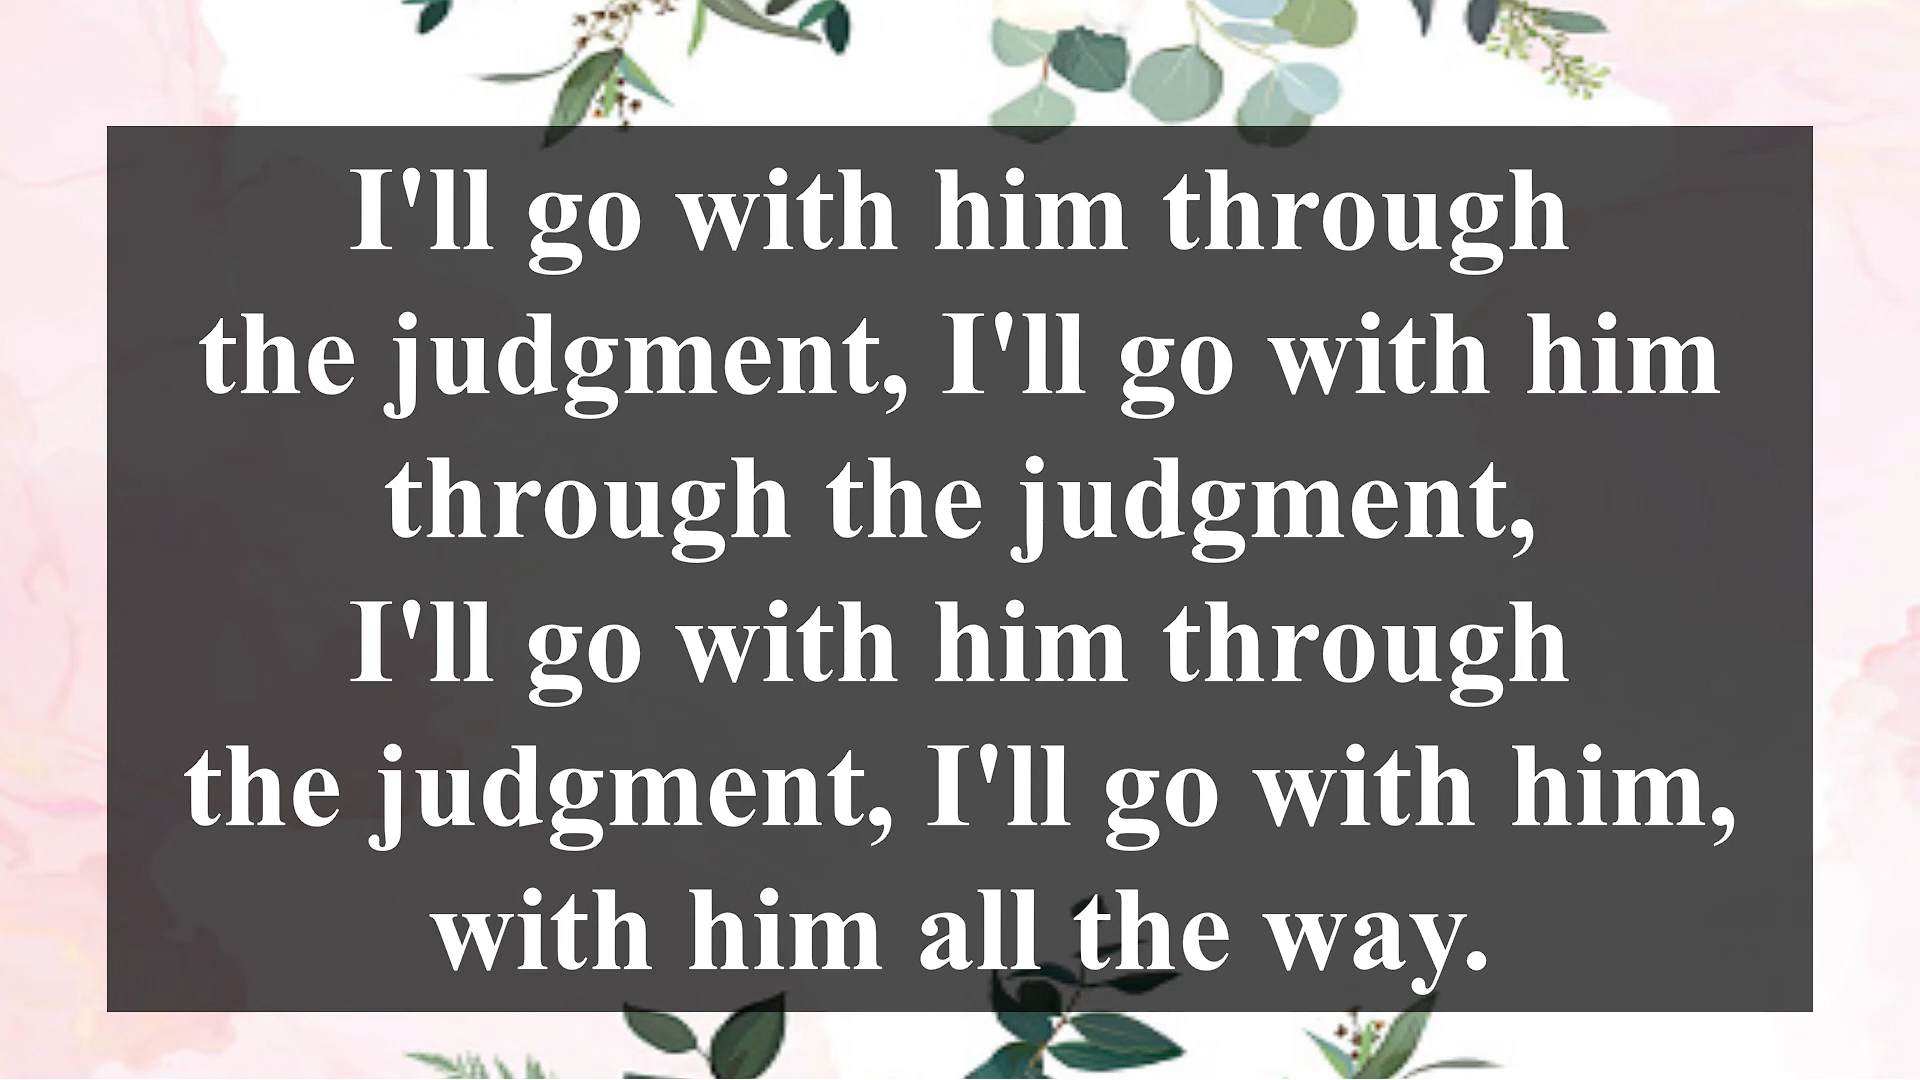 I'll go with him through
the judgment, I'll go with him
through the judgment,
I'll go with him through
the judgment, I'll go with him,
with him all the way.